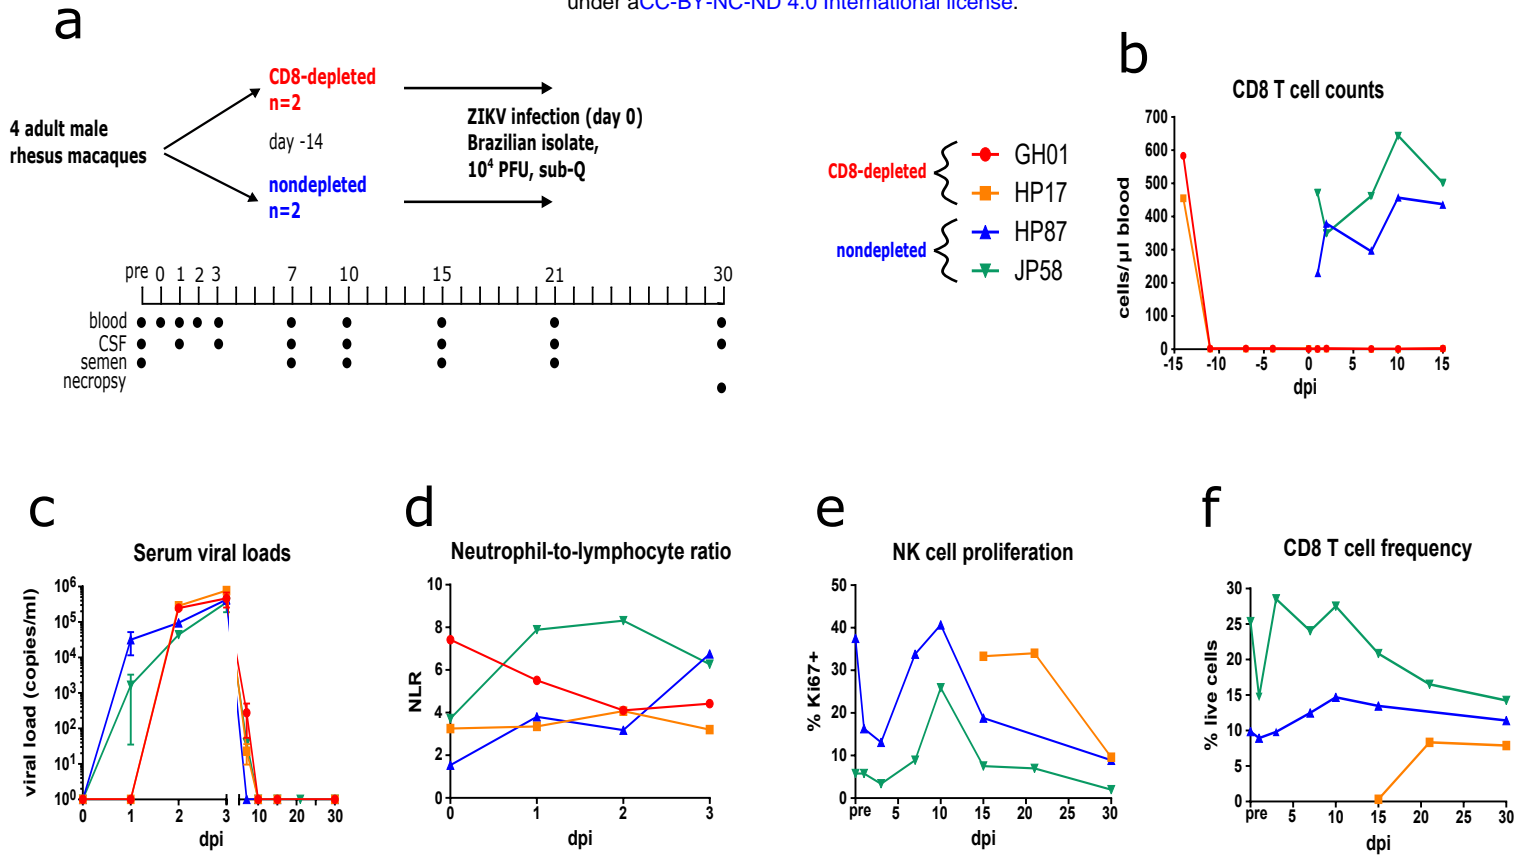 under aCC-BY-NC-ND 4.0 International license.
a
4 adult male
rhesus macaques
CD8-depleted
n=2
day -14
nondepleted
n=2
ZIKV infection (day 0)
Brazilian isolate,
10⁴ PFU, sub-Q
pre 0 1 2 3 7 10 15 21 30
blood
CSF
semen
necropsy
CD8-depleted
nondepleted
GH01
HP17
HP87
JP58
b
CD8 T cell counts
cells/µl blood
700
600
500
400
300
200
100
0
-15 -10 -5 0 5 10 15
dpi
c
Serum viral loads
viral load (copies/ml)
10⁶
10⁵
10⁴
10³
10²
10¹
10⁰
0 1 2 3 10 20 30
dpi
d
Neutrophil-to-lymphocyte ratio
NLR
10
8
6
4
2
0
0 1 2 3
dpi
e
NK cell proliferation
% Ki67+
50
40
30
20
10
0
pre 5 10 15 20 25 30
dpi
f
CD8 T cell frequency
% live cells
30
25
20
15
10
5
0
pre 5 10 15 20 25 30
dpi